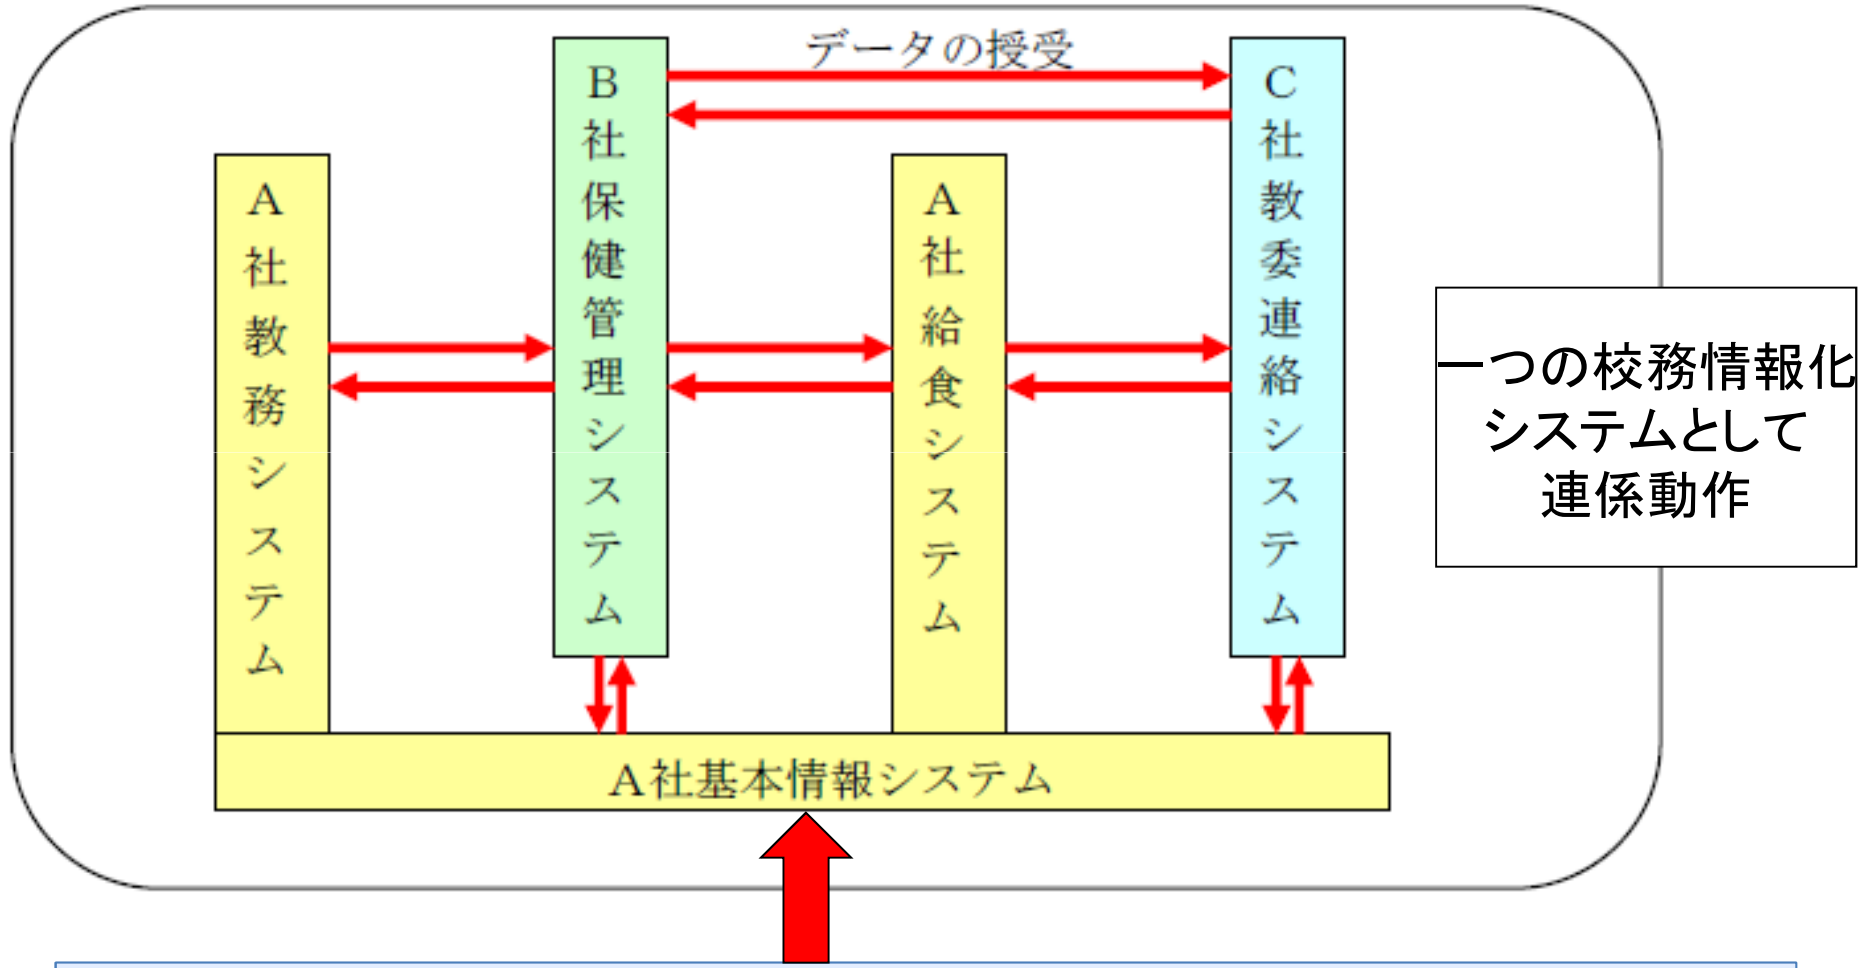 データの授受
A社教務システム
B社保健管理システム
A社給食システム
C社教委連絡システム
一つの校務情報化
システムとして
連係動作
A社基本情報システム